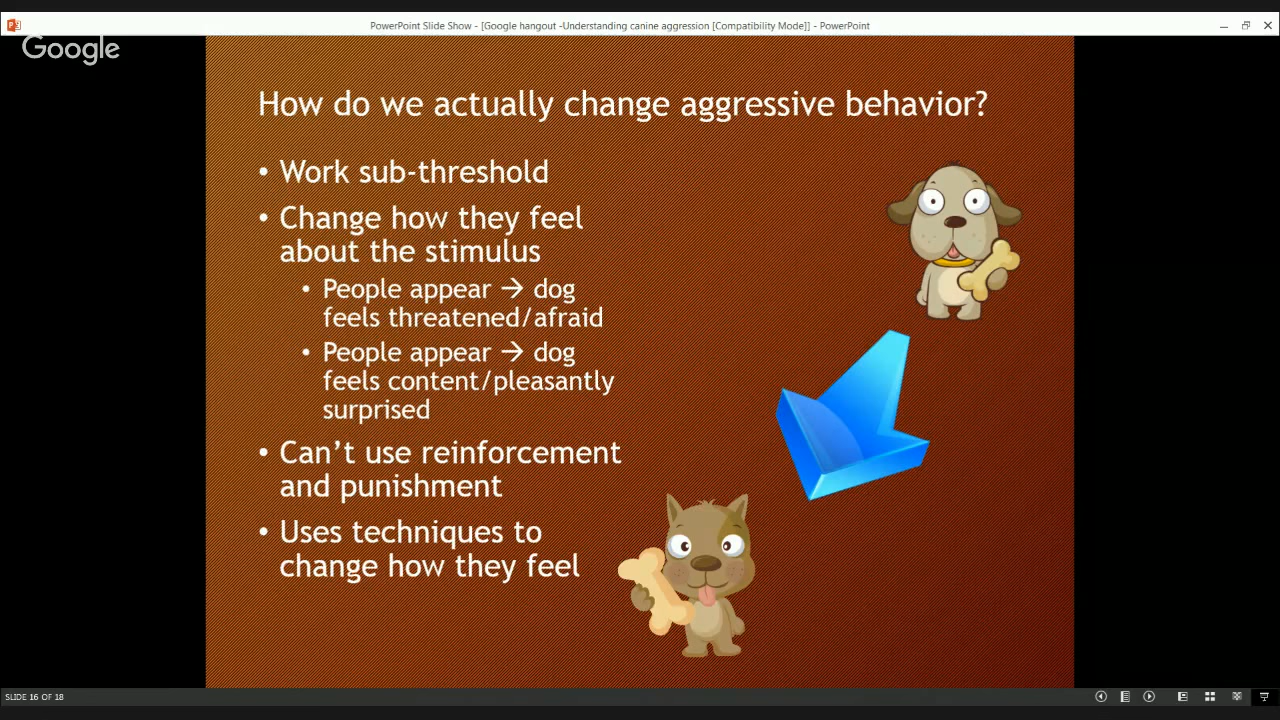 PowerPoint Slide Show - [Google hangout -Understanding canine aggression [Compatibility Mode]] - PowerPoint
Google
How do we actually change aggressive behavior?
• Work sub-threshold
• Change how they feel
about the stimulus
• People appear → dog
feels threatened/afraid
• People appear → dog
feels content/pleasantly
surprised
• Can’t use reinforcement
and punishment
• Uses techniques to
change how they feel
SLIDE 16 OF 18